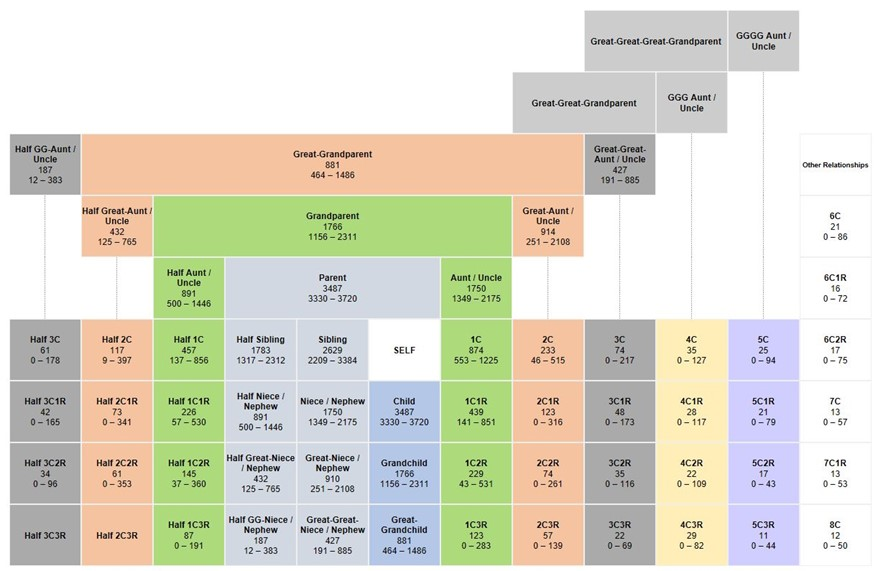 GGGG Aunt /
Uncle
Great-Great-Great-Grandparent
Great-Great-Grandparent
GGG Aunt /
Uncle
Half GG-Aunt /
Uncle
187
12 – 383
Great-Grandparent
881
464 – 1486
Great-Great-
Aunt / Uncle
427
191 – 885
Other Relationships
Half Great-Aunt /
Uncle
432
125 – 765
Grandparent
1766
1156 – 2311
Great-Aunt /
Uncle
914
251 – 2108
6C
21
0 – 86
Half Aunt /
Uncle
891
500 – 1446
Parent
3487
3330 – 3720
Aunt / Uncle
1750
1349 – 2175
6C1R
16
0 – 72
Half 3C
61
0 – 178
Half 2C
117
9 – 397
Half 1C
457
137 – 856
Half Sibling
1783
1317 – 2312
Sibling
2629
2209 – 3384
SELF
1C
874
553 – 1225
2C
233
46 – 515
3C
74
0 – 217
4C
35
0 – 127
5C
25
0 – 94
6C2R
17
0 – 75
Half 3C1R
42
0 – 165
Half 2C1R
73
0 – 341
Half 1C1R
226
57 – 530
Half Niece /
Nephew
891
500 – 1446
Niece / Nephew
1750
1349 – 2175
Child
3487
3330 – 3720
1C1R
439
141 – 851
2C1R
123
0 – 316
3C1R
48
0 – 173
4C1R
28
0 – 117
5C1R
21
0 – 79
7C
13
0 – 57
Half 3C2R
34
0 – 96
Half 2C2R
61
0 – 353
Half 1C2R
145
37 – 360
Half Great-Niece
/ Nephew
432
125 – 765
Great-Niece /
Nephew
910
251 – 2108
Grandchild
1766
1156 – 2311
1C2R
229
43 – 531
2C2R
74
0 – 261
3C2R
35
0 – 116
4C2R
22
0 – 109
5C2R
17
0 – 43
7C1R
13
0 – 53
Half 3C3R
Half 2C3R
Half 1C3R
87
0 – 191
Half GG-Niece /
Nephew
187
12 – 383
Great-Great-
Niece / Nephew
427
191 – 885
Great-
Grandchild
881
464 – 1486
1C3R
123
0 – 283
2C3R
57
0 – 139
3C3R
22
0 – 69
4C3R
29
0 – 82
5C3R
11
0 – 44
8C
12
0 – 50